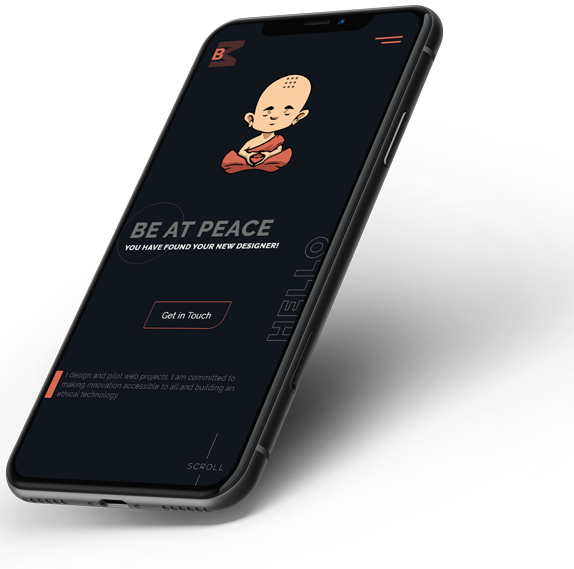 B
BE AT PEACE
YOU HAVE FOUND YOUR NEW DESIGNER!
HELLO
Get in Touch
I design and pilot web projects. I am committed to
making innovation accessible to all and building an
ethical technology.
SCROLL